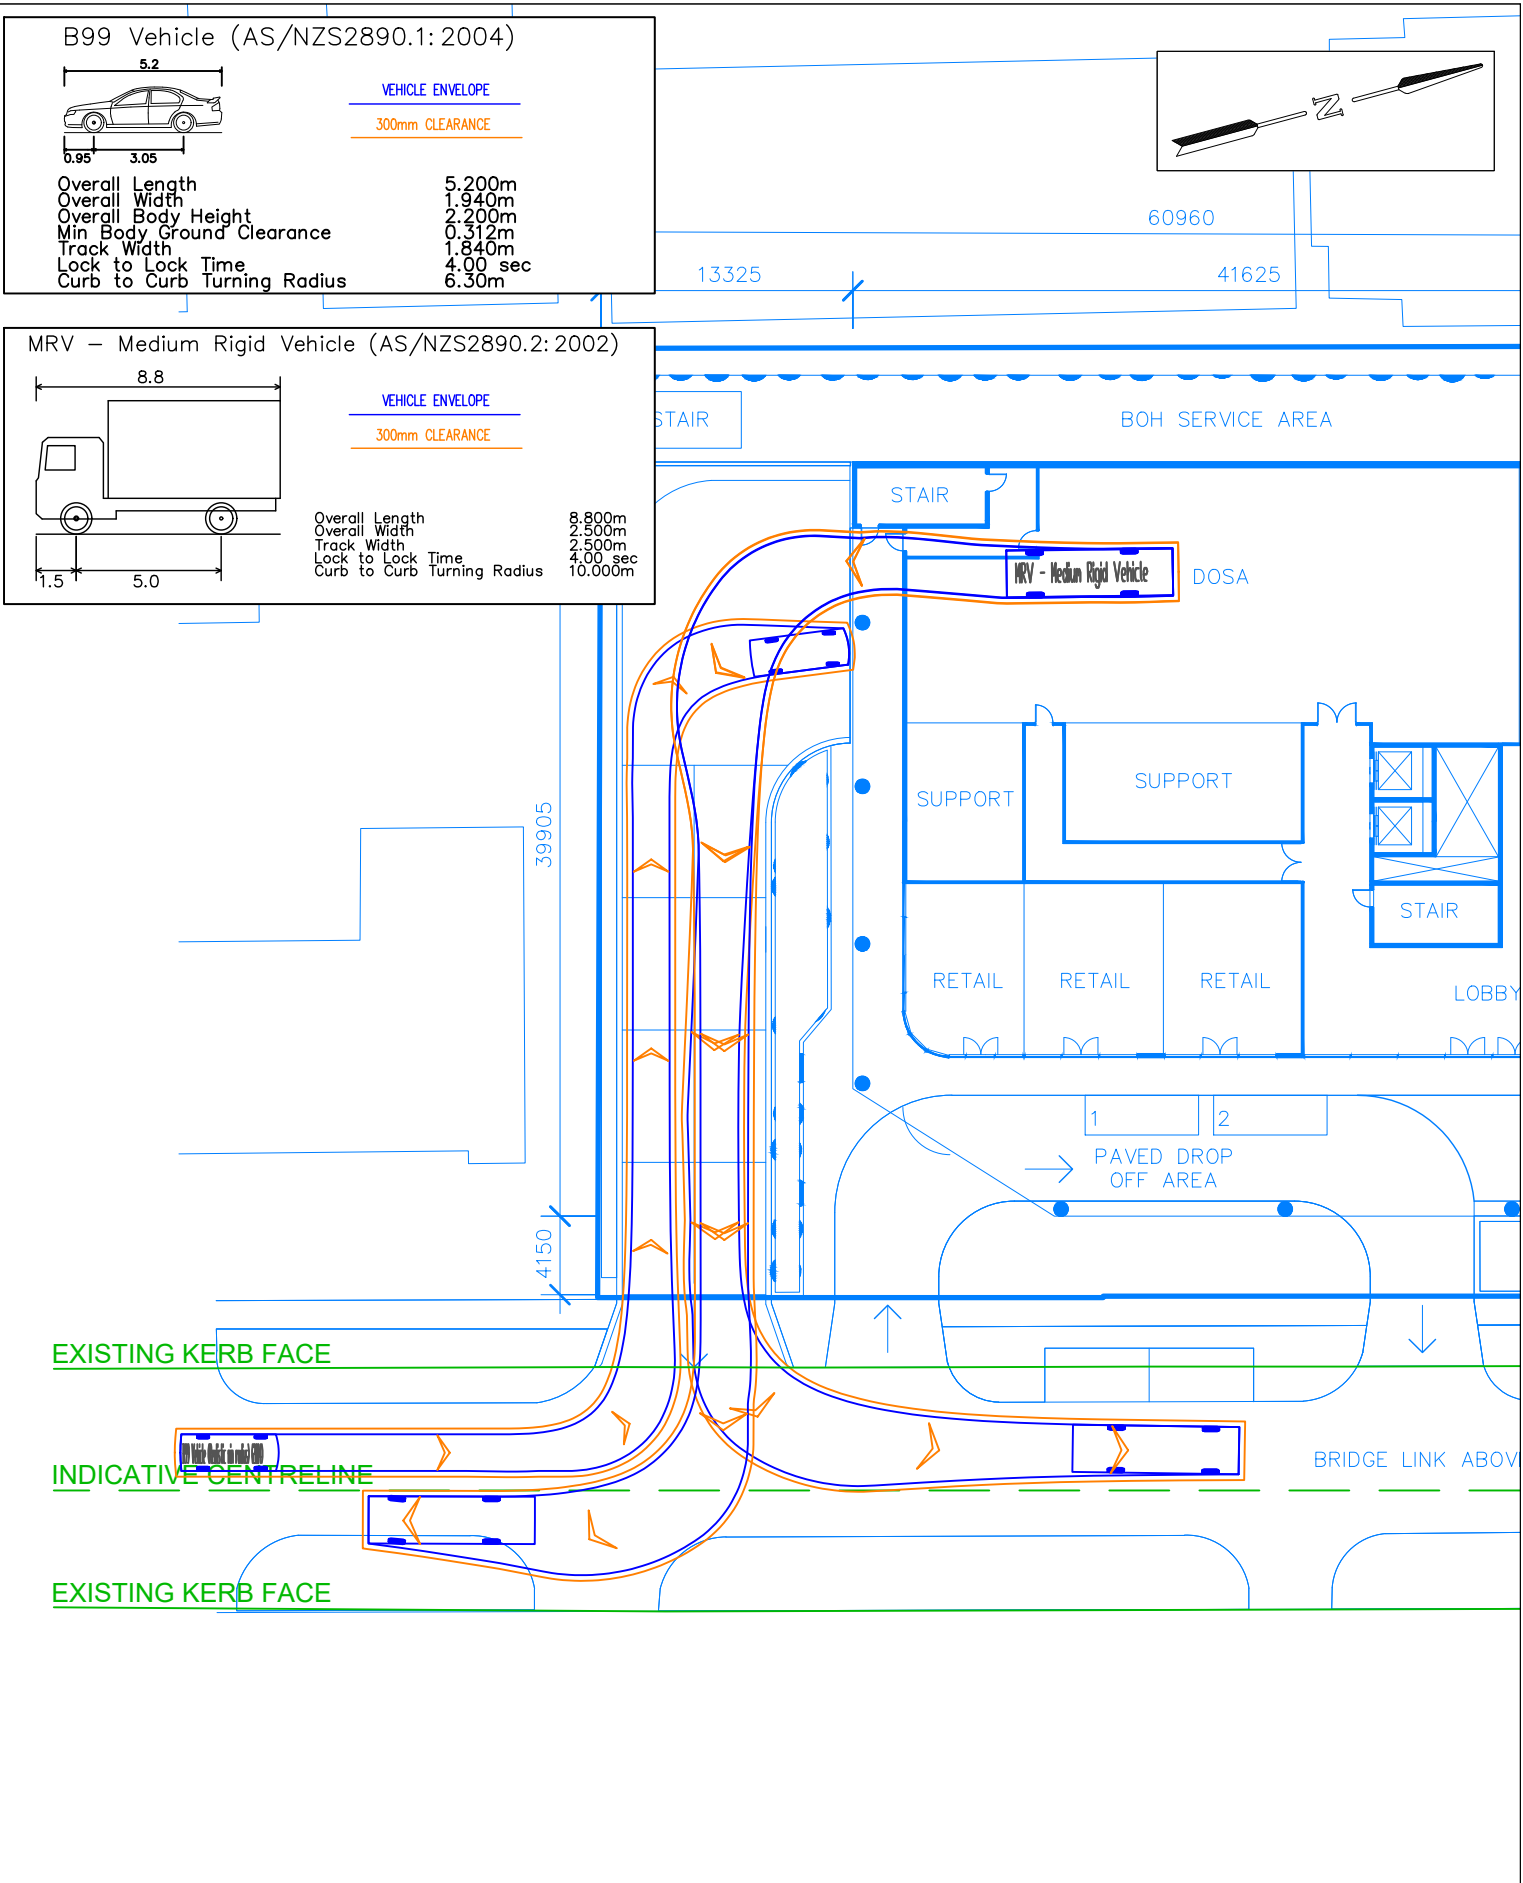 B99 Vehicle (AS/NZS2890.1:2004)
5.2
VEHICLE ENVELOPE
300mm CLEARANCE
0.95
3.05
Overall Length 5.200m
Overall Width 1.940m
Overall Body Height 2.200m
Min Body Ground Clearance 0.312m
Track Width 1.840m
Lock to Lock Time 4.00 sec
Curb to Curb Turning Radius 6.30m
N
60960
13325
41625
MRV – Medium Rigid Vehicle (AS/NZS2890.2:2002)
8.8
VEHICLE ENVELOPE
300mm CLEARANCE
1.5
5.0
Overall Length 8.800m
Overall Width 2.500m
Track Width 2.500m
Lock to Lock Time 4.00 sec
Curb to Curb Turning Radius 10.000m
STAIR
BOH SERVICE AREA
STAIR
MRV - Medium Rigid Vehicle
DOSA
39905
SUPPORT
SUPPORT
STAIR
RETAIL
RETAIL
RETAIL
LOBBY
1
2
PAVED DROP
OFF AREA
4150
EXISTING KERB FACE
BRIDGE LINK ABOV
INDICATIVE CENTRELINE
EXISTING KERB FACE